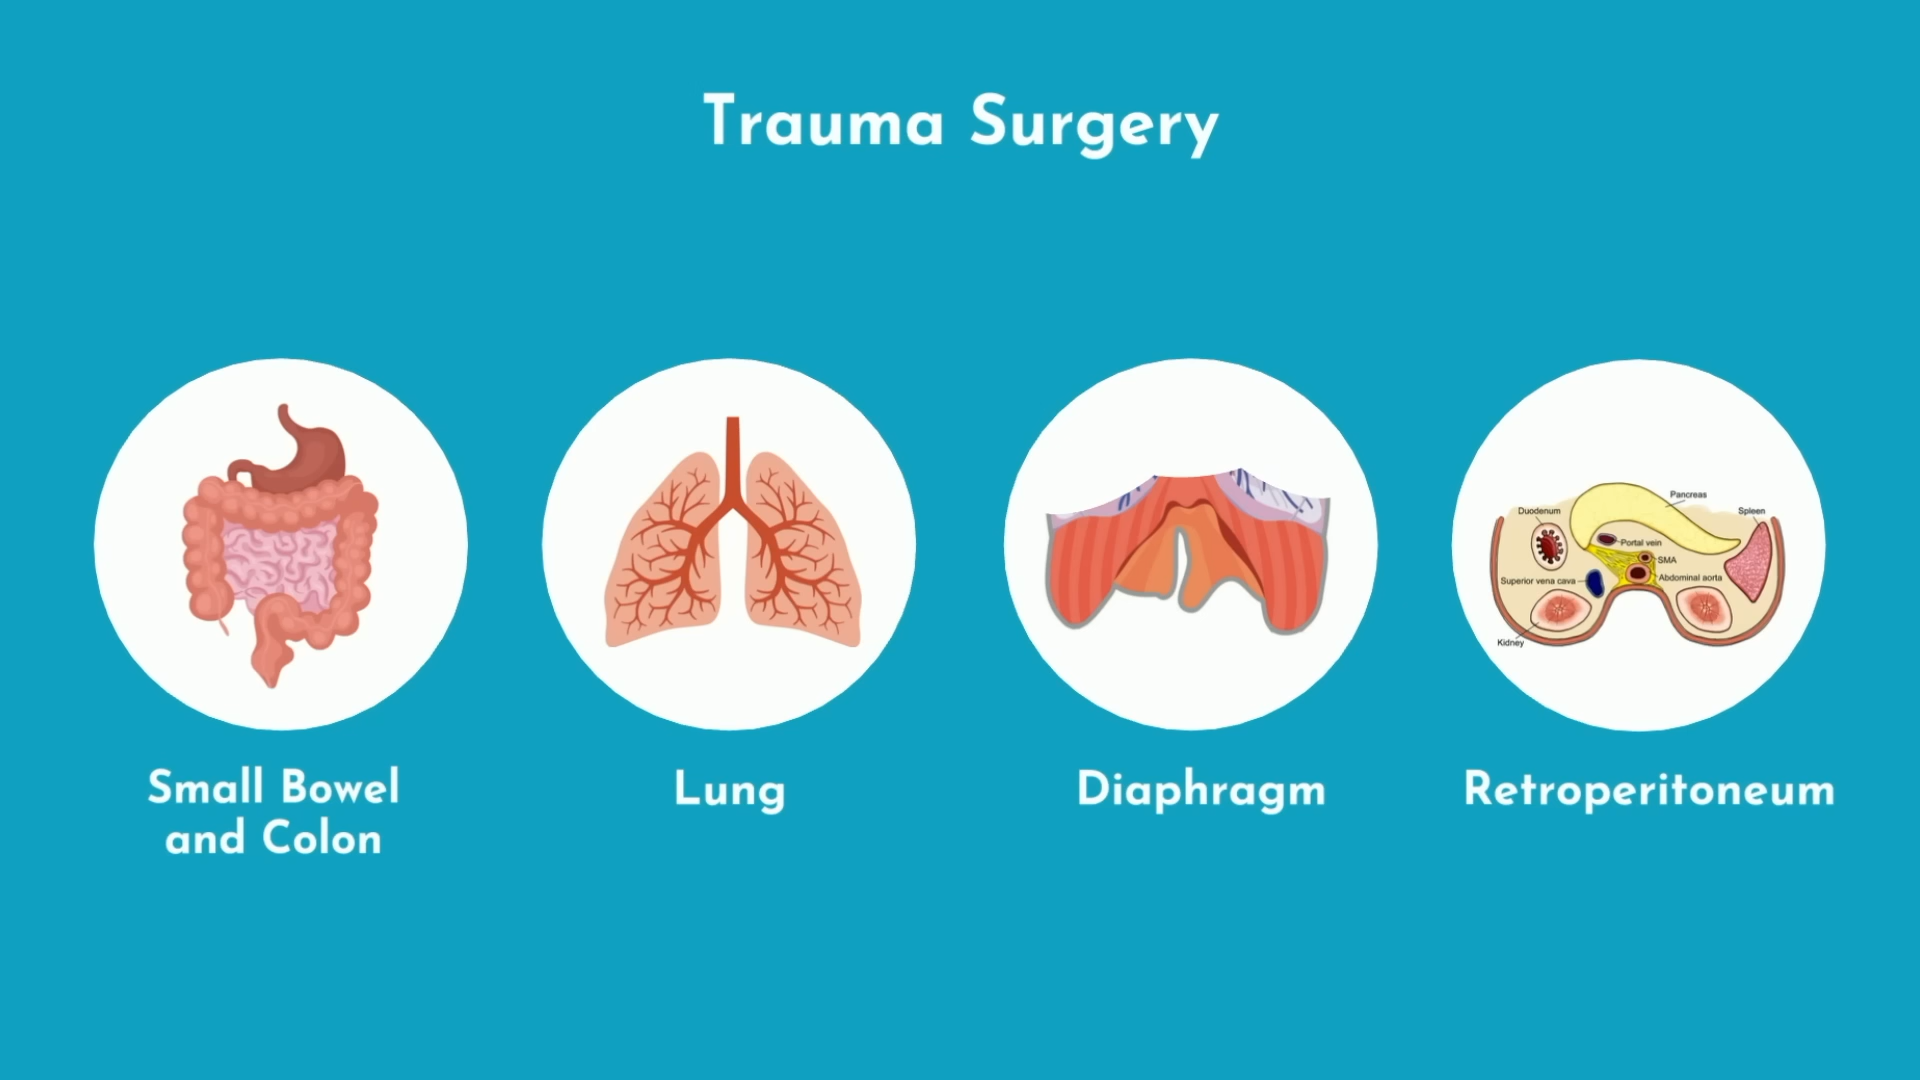 Trauma Surgery
Pancreas
Duodenum
Spleen
Portal vein
SMA
Superior vena cava
Abdominal aorta
Kidney
Small Bowel
and Colon
Lung
Diaphragm
Retroperitoneum